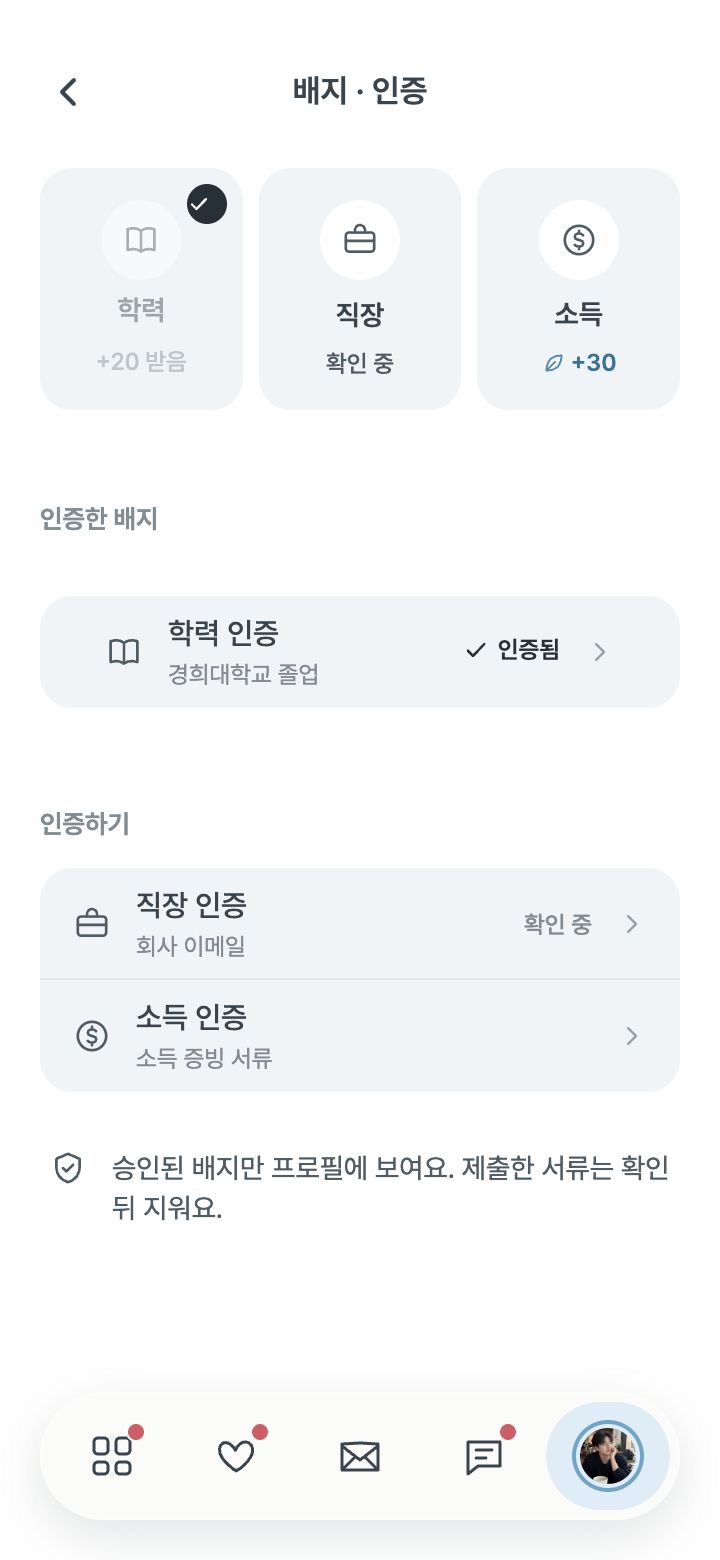 배지 · 인증
학력
+20 받음
직장
확인 중
소득
+30
인증한 배지
학력 인증
경희대학교 졸업
인증됨
인증하기
직장 인증
회사 이메일
확인 중
소득 인증
소득 증빙 서류
승인된 배지만 프로필에 보여요. 제출한 서류는 확인
뒤 지워요.